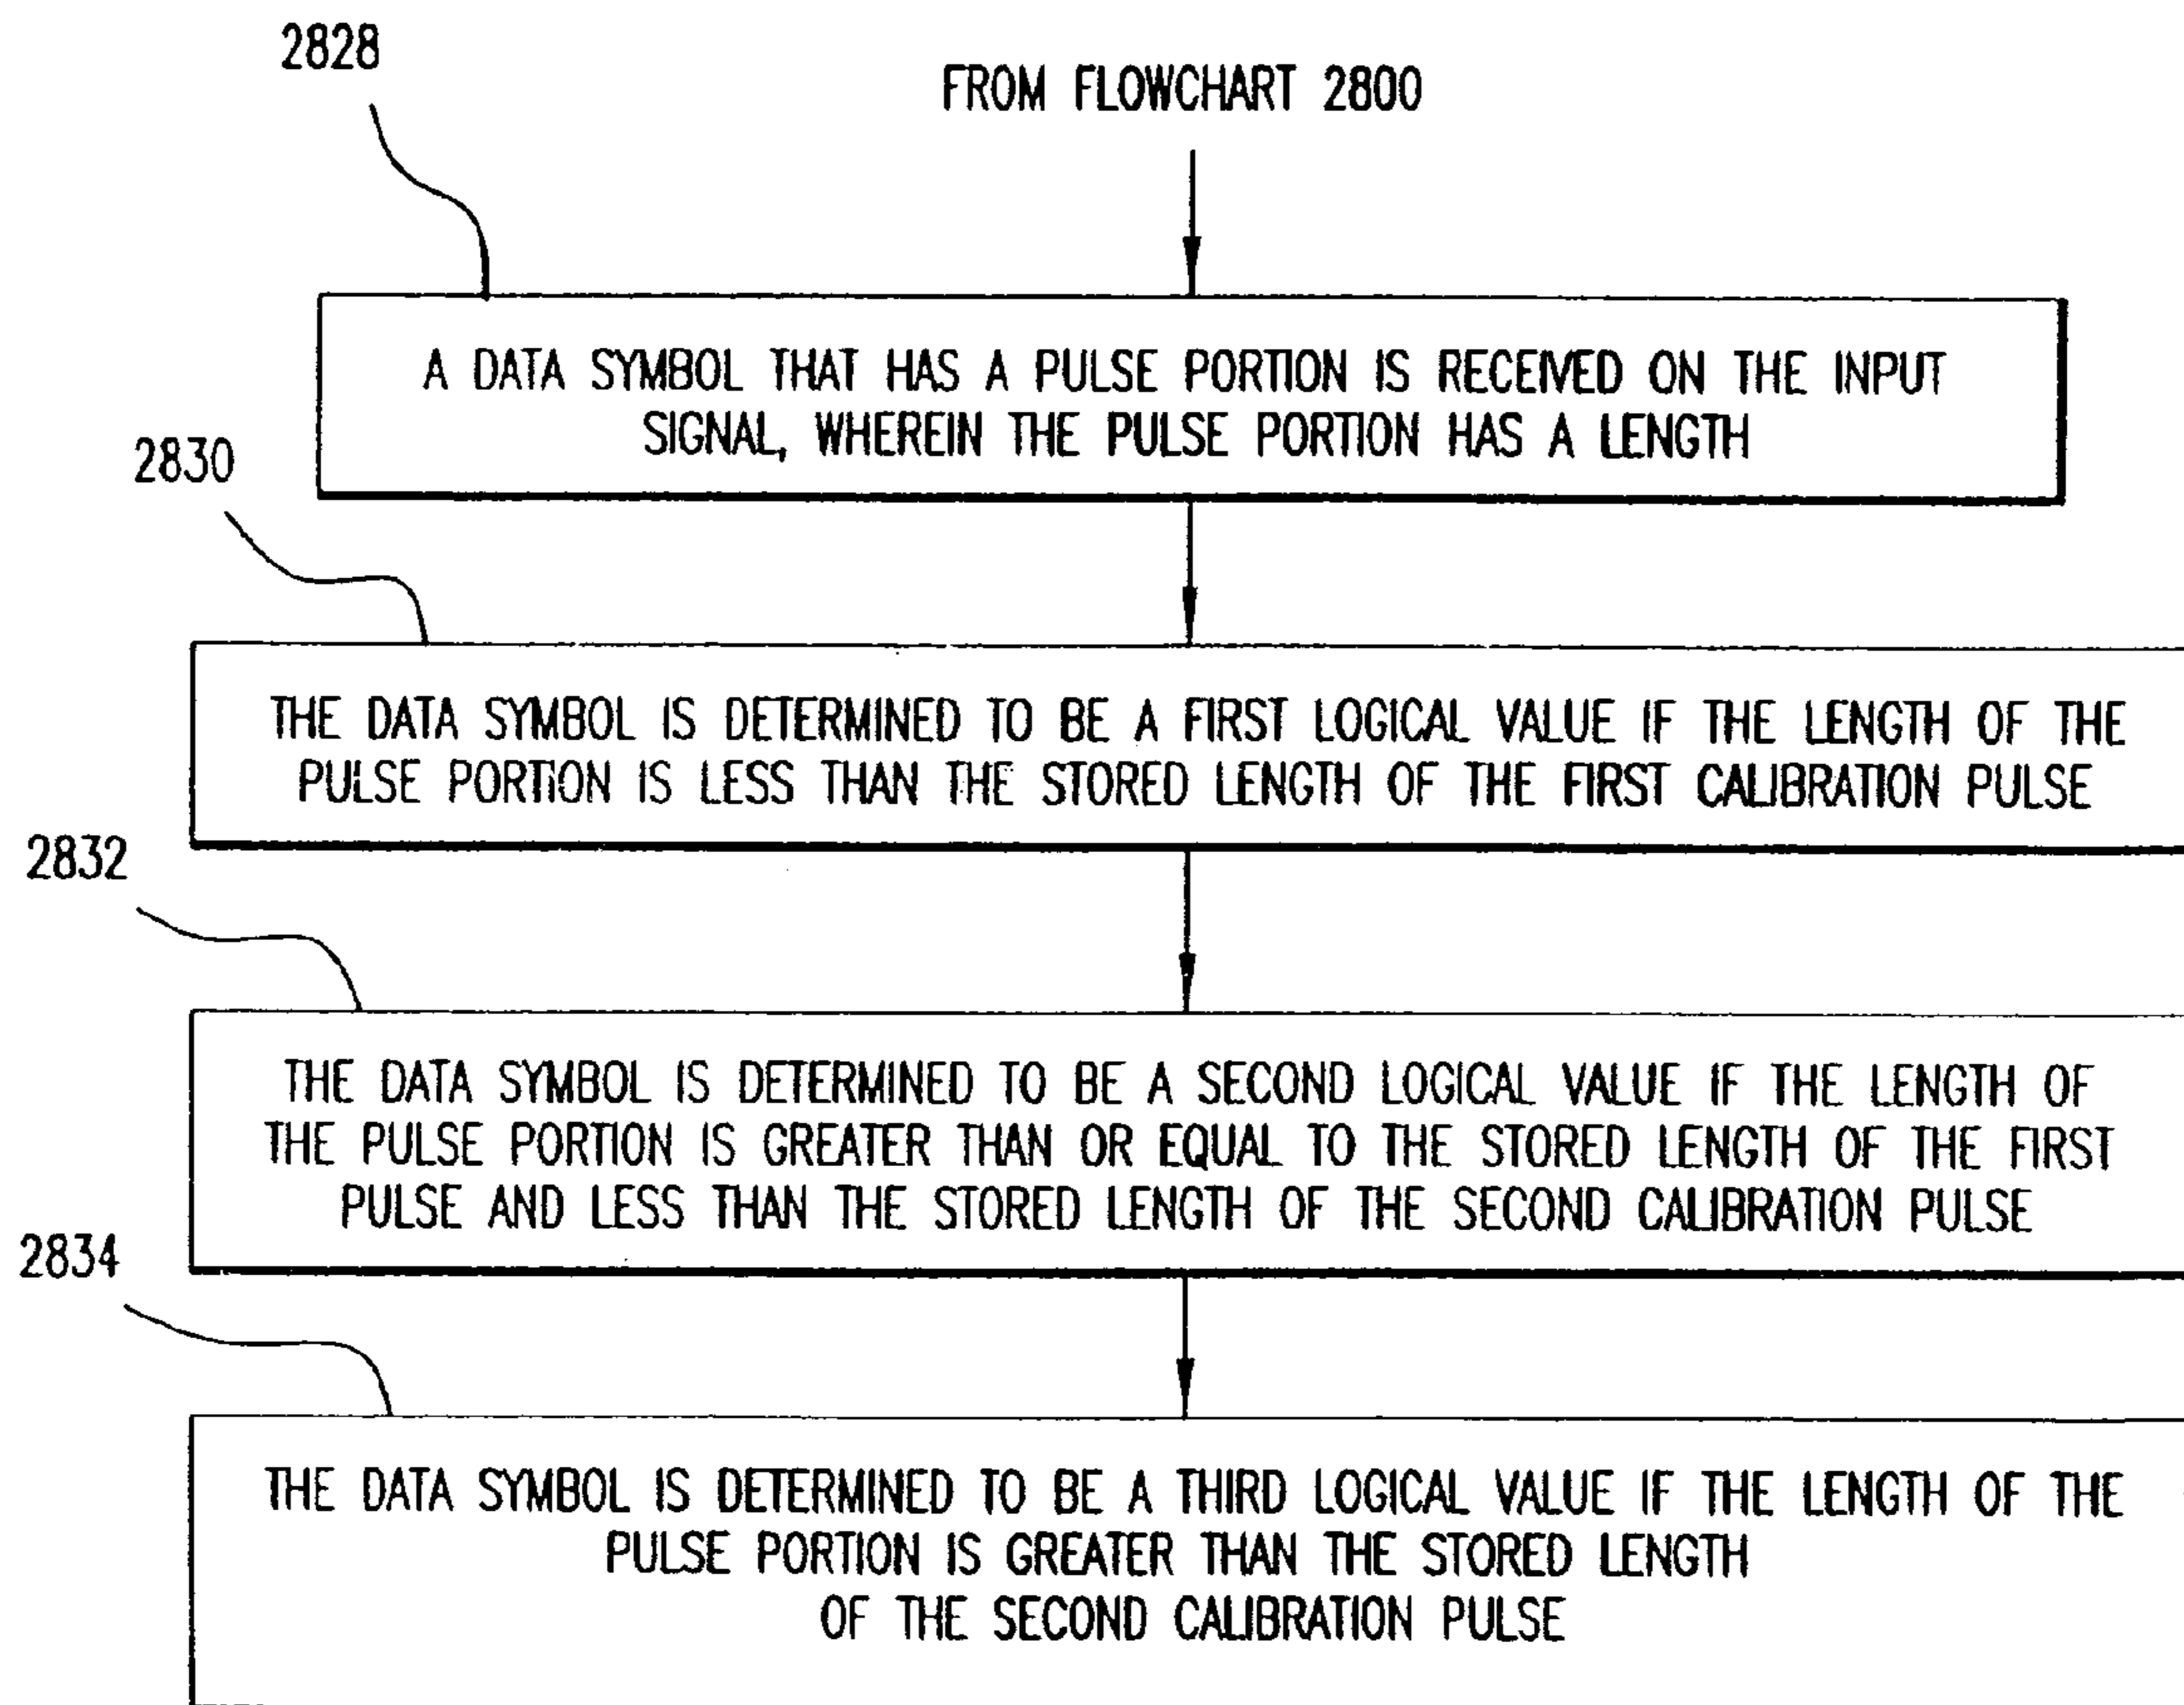 2828
FROM FLOWCHART 2800
A DATA SYMBOL THAT HAS A PULSE PORTION IS RECEIVED ON THE INPUT
SIGNAL, WHEREIN THE PULSE PORTION HAS A LENGTH
2830
THE DATA SYMBOL IS DETERMINED TO BE A FIRST LOGICAL VALUE IF THE LENGTH OF THE
PULSE PORTION IS LESS THAN THE STORED LENGTH OF THE FIRST CALIBRATION PULSE
2832
THE DATA SYMBOL IS DETERMINED TO BE A SECOND LOGICAL VALUE IF THE LENGTH OF
THE PULSE PORTION IS GREATER THAN OR EQUAL TO THE STORED LENGTH OF THE FIRST
PULSE AND LESS THAN THE STORED LENGTH OF THE SECOND CALIBRATION PULSE
2834
THE DATA SYMBOL IS DETERMINED TO BE A THIRD LOGICAL VALUE IF THE LENGTH OF THE
PULSE PORTION IS GREATER THAN THE STORED LENGTH
OF THE SECOND CALIBRATION PULSE